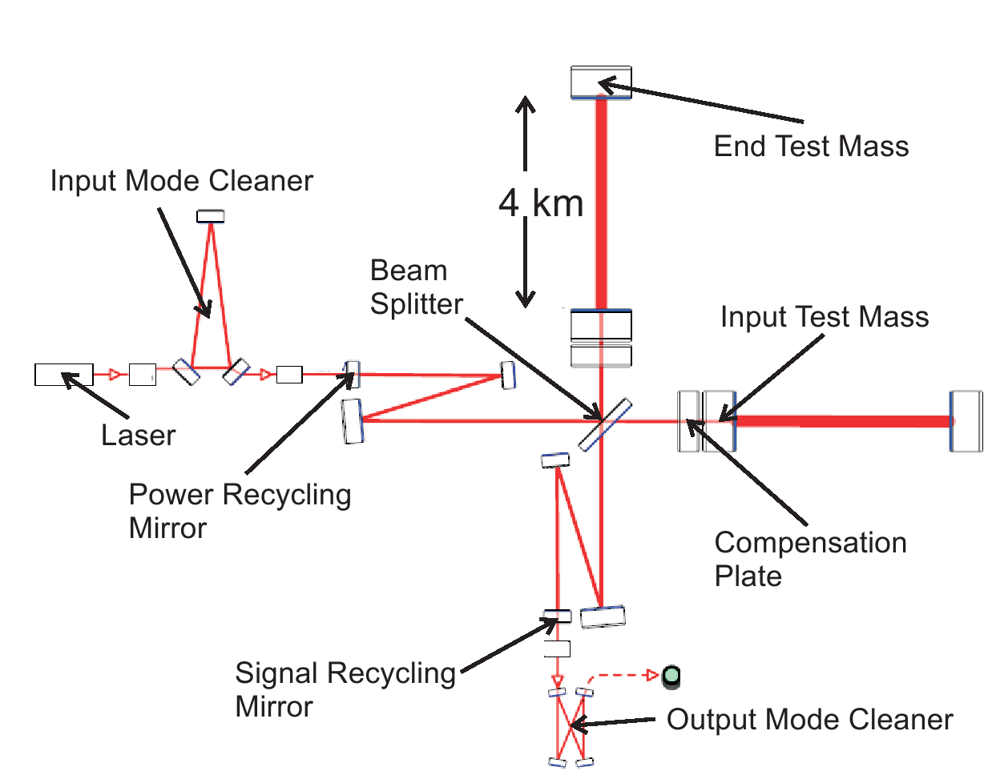 End Test Mass
Input Mode Cleaner
4 km
Beam
Splitter
Input Test Mass
Laser
Power Recycling
Mirror
Compensation
Plate
Signal Recycling
Mirror
Output Mode Cleaner